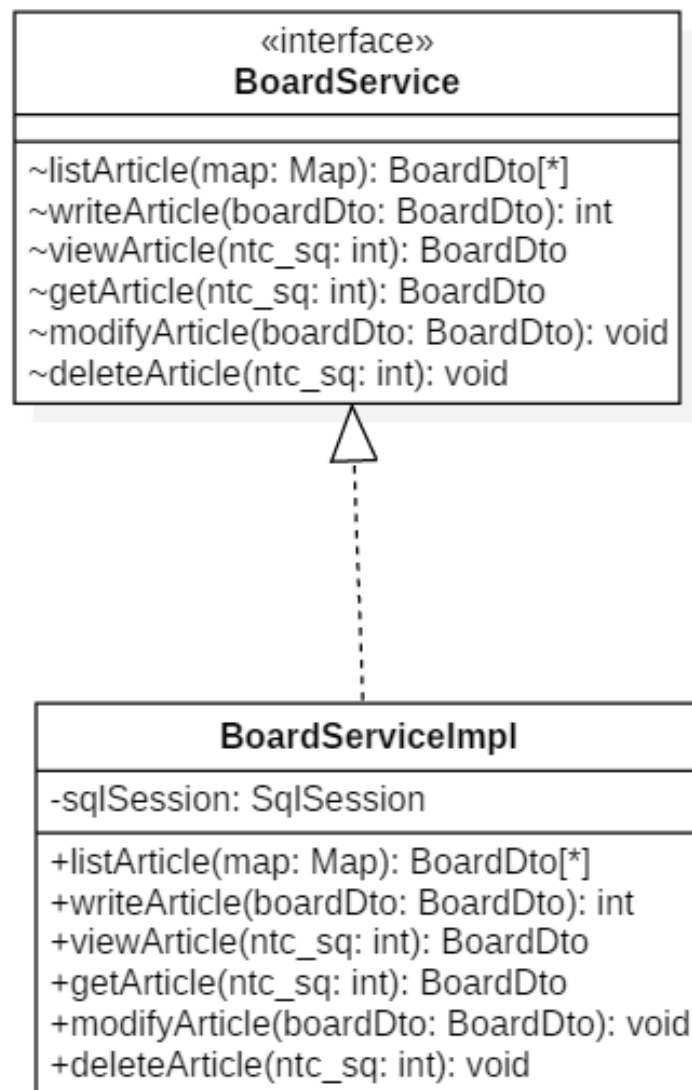 «interface»
BoardService
~listArticle(map: Map): BoardDto[*]
~writeArticle(boardDto: BoardDto): int
~viewArticle(ntc_sq: int): BoardDto
~getArticle(ntc_sq: int): BoardDto
~modifyArticle(boardDto: BoardDto): void
~deleteArticle(ntc_sq: int): void
BoardServiceImpl
-sqlSession: SqlSession
+listArticle(map: Map): BoardDto[*]
+writeArticle(boardDto: BoardDto): int
+viewArticle(ntc_sq: int): BoardDto
+getArticle(ntc_sq: int): BoardDto
+modifyArticle(boardDto: BoardDto): void
+deleteArticle(ntc_sq: int): void